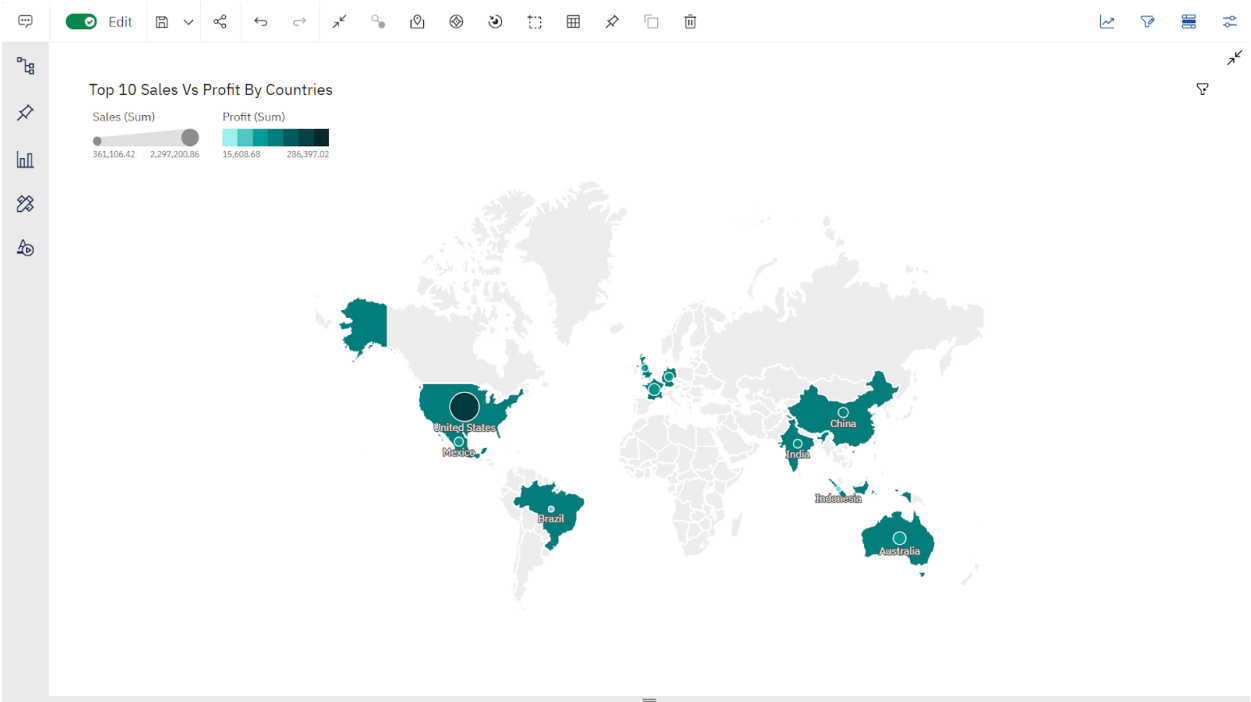 Edit
Top 10 Sales Vs Profit By Countries
Sales (Sum)
Profit (Sum)
361,106.42
2,297,200.86
15,608.68
286,397.02
United States
Mexico
Brazil
China
India
Indonesia
Australia